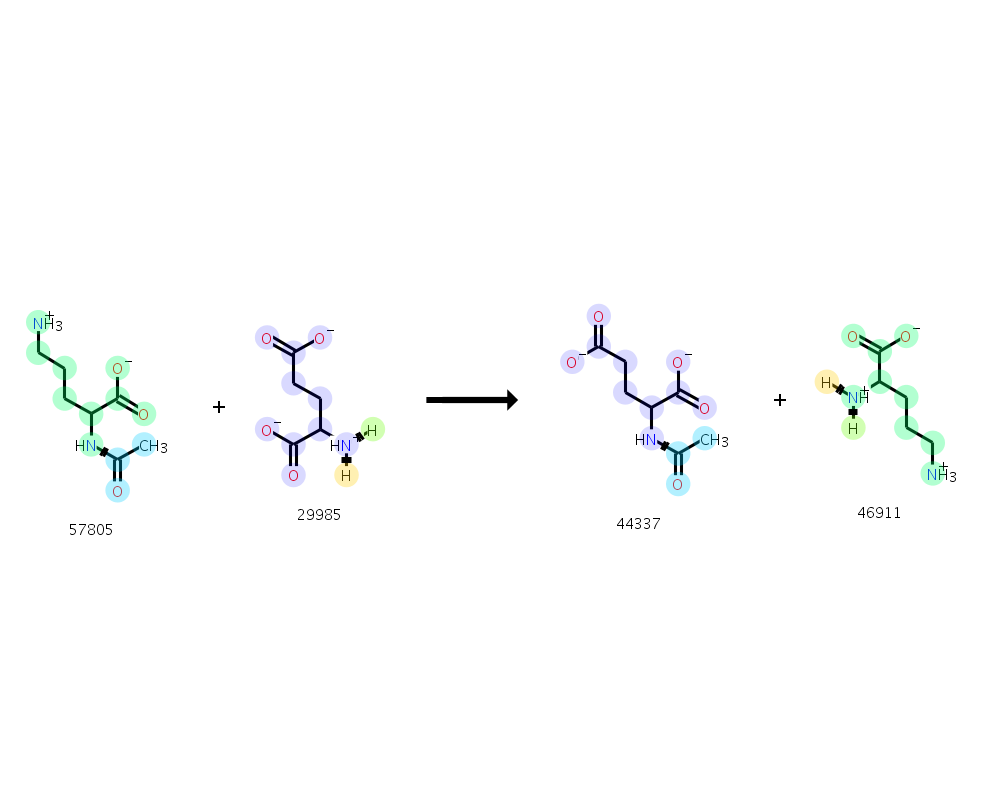 NH3 +
O −
O
HN
CH3
O
57805
+
O
O −
O −
O
HN +
H
H
29985
O
O −
O −
O
HN
CH3
O
44337
+
O
O −
H
NH +
H
NH3 +
46911